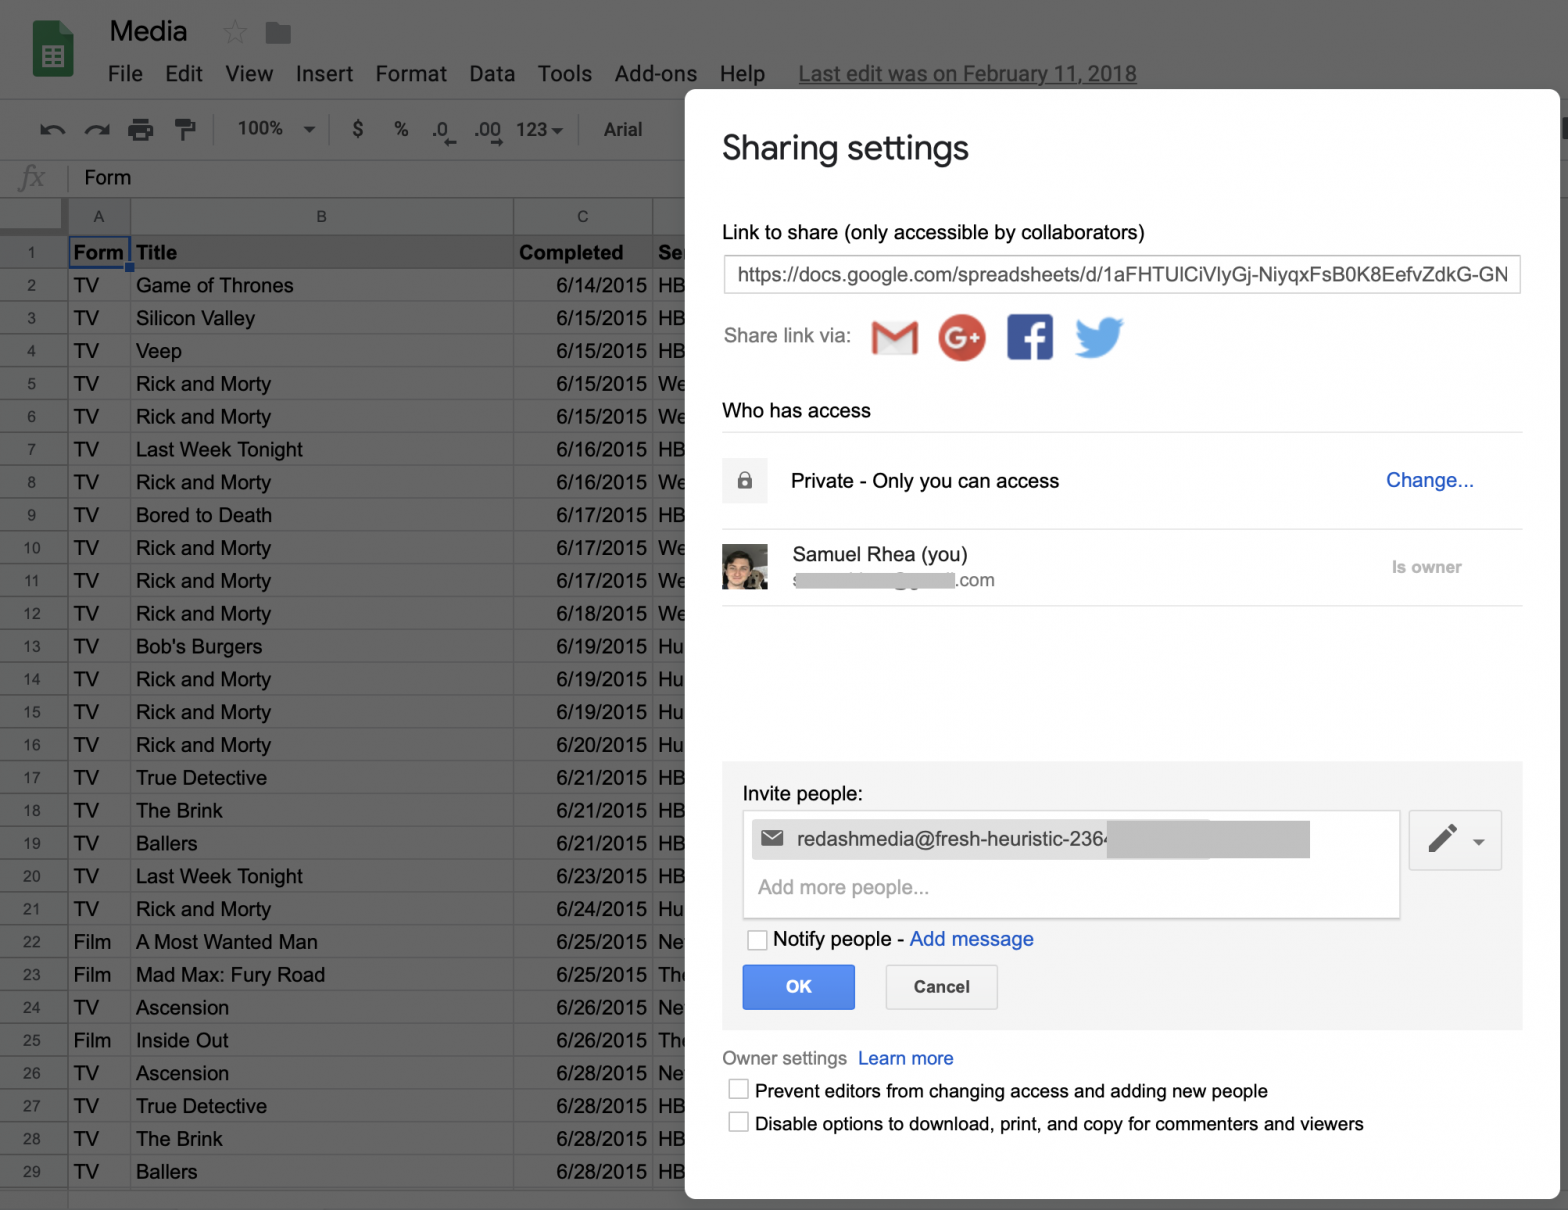 Media
File Edit View Insert Format Data Tools Add-ons Help Last edit was on February 11, 2018
100% $ % .0 .00 123 Arial
fx Form
A B C
1 Form Title Completed Se
2 TV Game of Thrones 6/14/2015 HB
3 TV Silicon Valley 6/15/2015 HB
4 TV Veep 6/15/2015 HB
5 TV Rick and Morty 6/15/2015 We
6 TV Rick and Morty 6/15/2015 We
7 TV Last Week Tonight 6/16/2015 HB
8 TV Rick and Morty 6/16/2015 We
9 TV Bored to Death 6/17/2015 HB
10 TV Rick and Morty 6/17/2015 We
11 TV Rick and Morty 6/17/2015 We
12 TV Rick and Morty 6/18/2015 We
13 TV Bob's Burgers 6/19/2015 Hu
14 TV Rick and Morty 6/19/2015 Hu
15 TV Rick and Morty 6/19/2015 Hu
16 TV Rick and Morty 6/20/2015 Hu
17 TV True Detective 6/21/2015 HB
18 TV The Brink 6/21/2015 HB
19 TV Ballers 6/21/2015 HB
20 TV Last Week Tonight 6/23/2015 HB
21 TV Rick and Morty 6/24/2015 Hu
22 Film A Most Wanted Man 6/25/2015 Ne
23 Film Mad Max: Fury Road 6/25/2015 The
24 TV Ascension 6/26/2015 Ne
25 Film Inside Out 6/26/2015 The
26 TV Ascension 6/28/2015 Ne
27 TV True Detective 6/28/2015 HB
28 TV The Brink 6/28/2015 HB
29 TV Ballers 6/28/2015 HB
Sharing settings
Link to share (only accessible by collaborators)
https://docs.google.com/spreadsheets/d/1aFHTUlCiVlyGj-NiyqxFsB0K8EefvZdkG-GN
Share link via: G+ f
Who has access
Private - Only you can access Change...
Samuel Rhea (you)
.com
Is owner
Invite people:
redashmedia@fresh-heuristic-236
Add more people...
Notify people - Add message
OK Cancel
Owner settings Learn more
Prevent editors from changing access and adding new people
Disable options to download, print, and copy for commenters and viewers